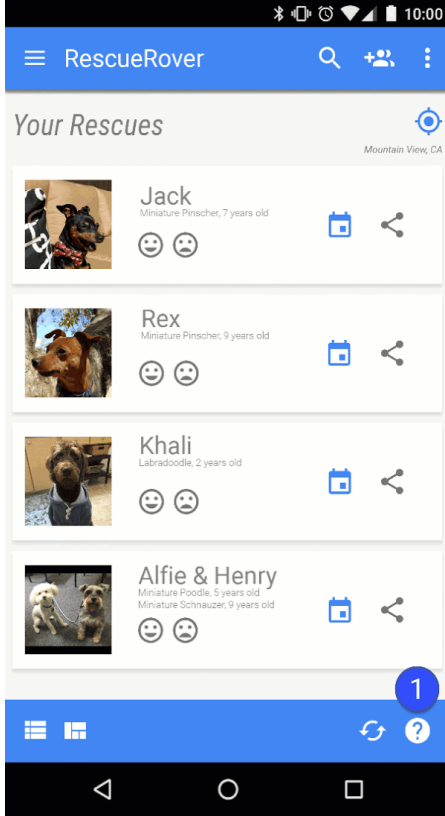 10:00
RescueRover
Your Rescues
Mountain View, CA
Jack
Miniature Pinscher, 7 years old
Rex
Miniature Pinscher, 9 years old
Khali
Labradoodle, 2 years old
Alfie & Henry
Miniature Poodle, 5 years old
Miniature Schnauzer, 9 years old
1
?